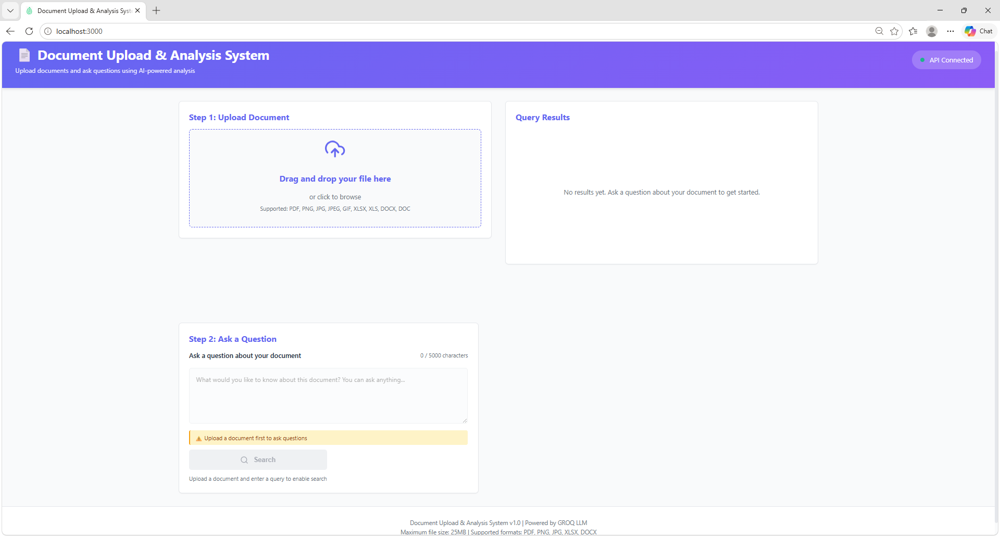 Document Upload & Analysis Syst
localhost:3000
Chat
Document Upload & Analysis System
Upload documents and ask questions using AI-powered analysis
API Connected
Step 1: Upload Document
Drag and drop your file here
or click to browse
Supported: PDF, PNG, JPG, JPEG, GIF, XLSX, XLS, DOCX, DOC
Query Results
No results yet. Ask a question about your document to get started.
Step 2: Ask a Question
Ask a question about your document
0 / 5000 characters
What would you like to know about this document? You can ask anything...
Upload a document first to ask questions
Search
Upload a document and enter a query to enable search
Document Upload & Analysis System v1.0 | Powered by GROQ LLM
Maximum file size: 25MB | Supported formats: PDF, PNG, JPG, XLSX, DOCX